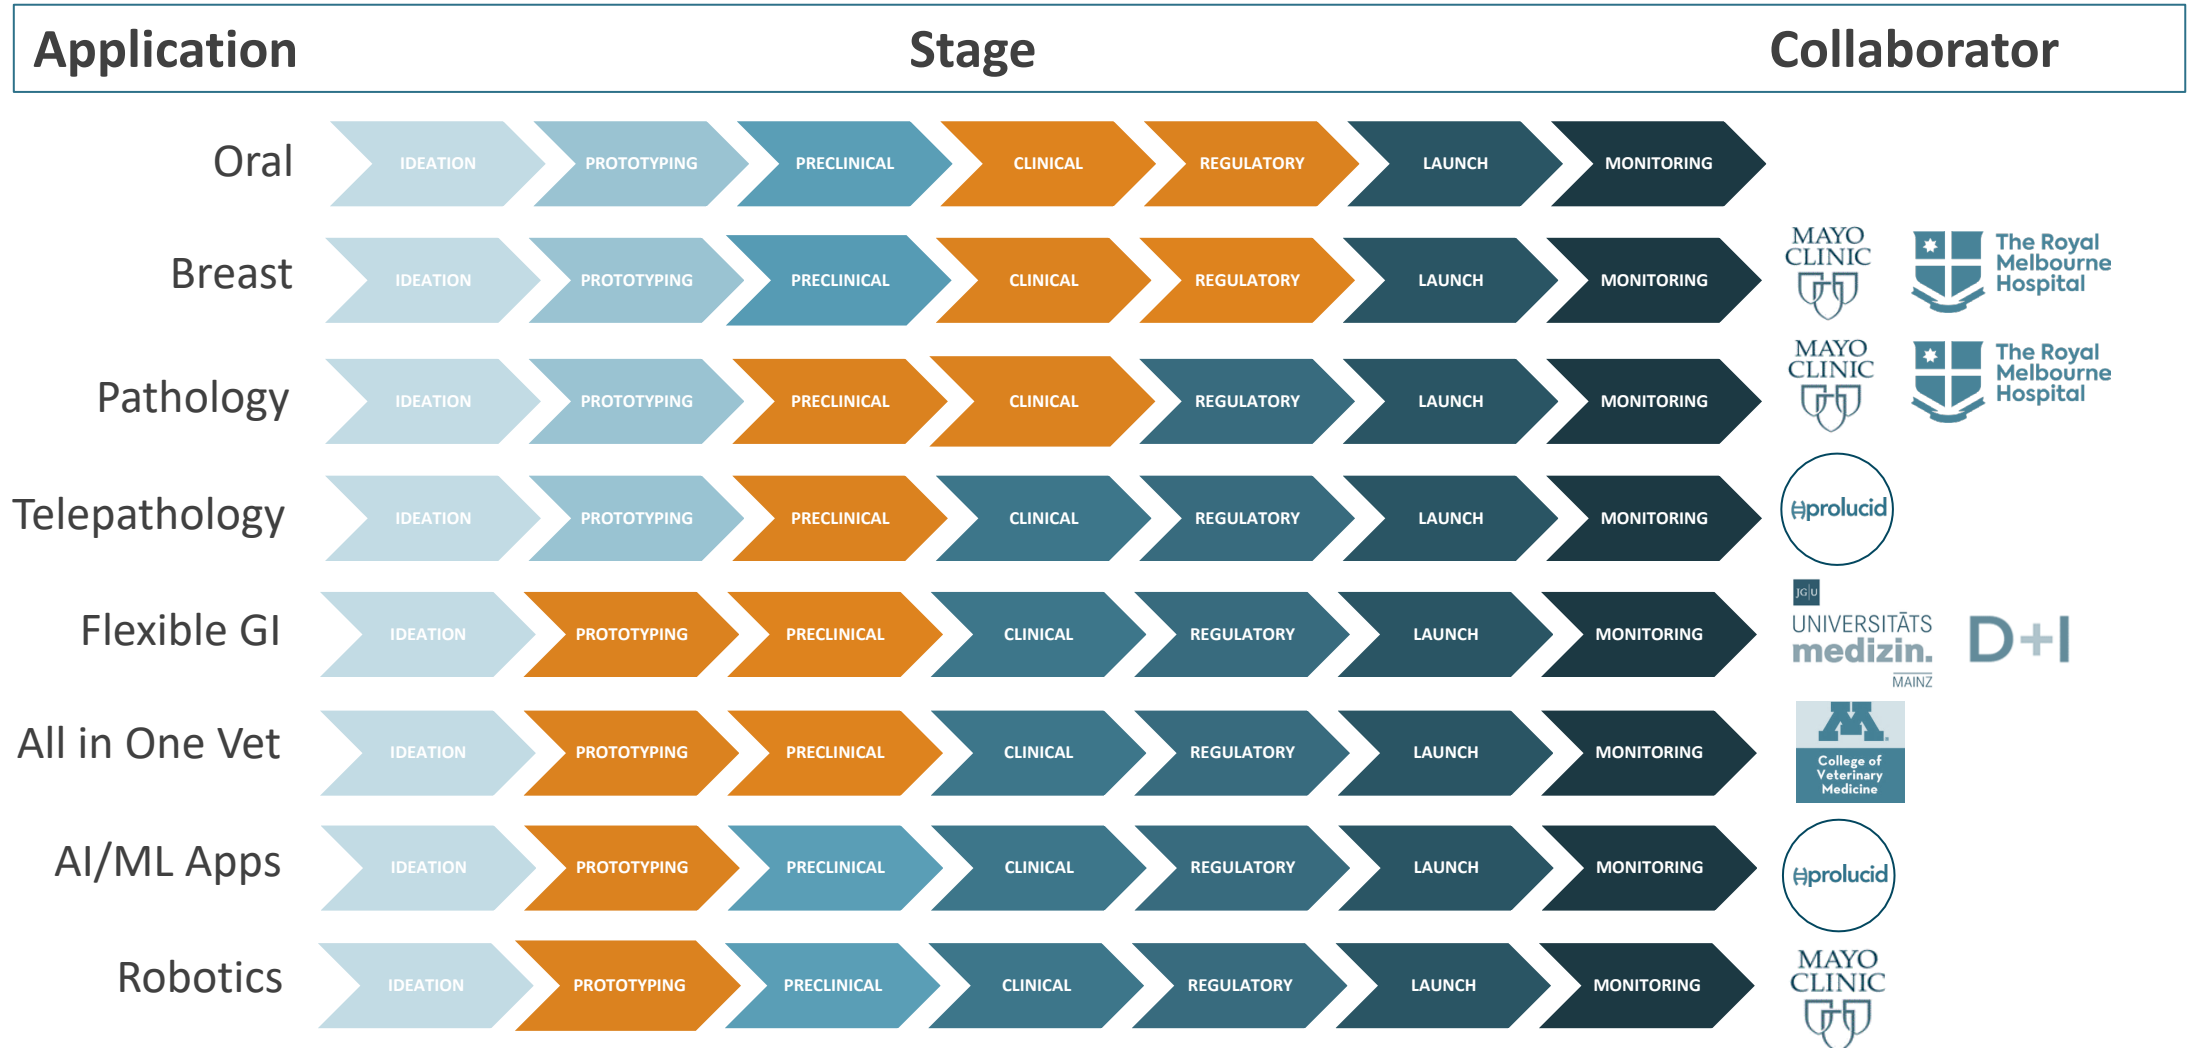 Application Stage Collaborator
Oral IDEATION PROTOTYPING PRECLINICAL CLINICAL REGULATORY LAUNCH MONITORING
Breast IDEATION PROTOTYPING PRECLINICAL CLINICAL REGULATORY LAUNCH MONITORING
MAYO
CLINIC
The Royal
Melbourne
Hospital
Pathology IDEATION PROTOTYPING PRECLINICAL CLINICAL REGULATORY LAUNCH MONITORING
MAYO
CLINIC
The Royal
Melbourne
Hospital
Telepathology IDEATION PROTOTYPING PRECLINICAL CLINICAL REGULATORY LAUNCH MONITORING
prolucid
Flexible GI IDEATION PROTOTYPING PRECLINICAL CLINICAL REGULATORY LAUNCH MONITORING
JG|U
UNIVERSITÄTS
medizin.
MAINZ
D+I
All in One Vet IDEATION PROTOTYPING PRECLINICAL CLINICAL REGULATORY LAUNCH MONITORING
M
College of
Veterinary
Medicine
AI/ML Apps IDEATION PROTOTYPING PRECLINICAL CLINICAL REGULATORY LAUNCH MONITORING
prolucid
Robotics IDEATION PROTOTYPING PRECLINICAL CLINICAL REGULATORY LAUNCH MONITORING
MAYO
CLINIC